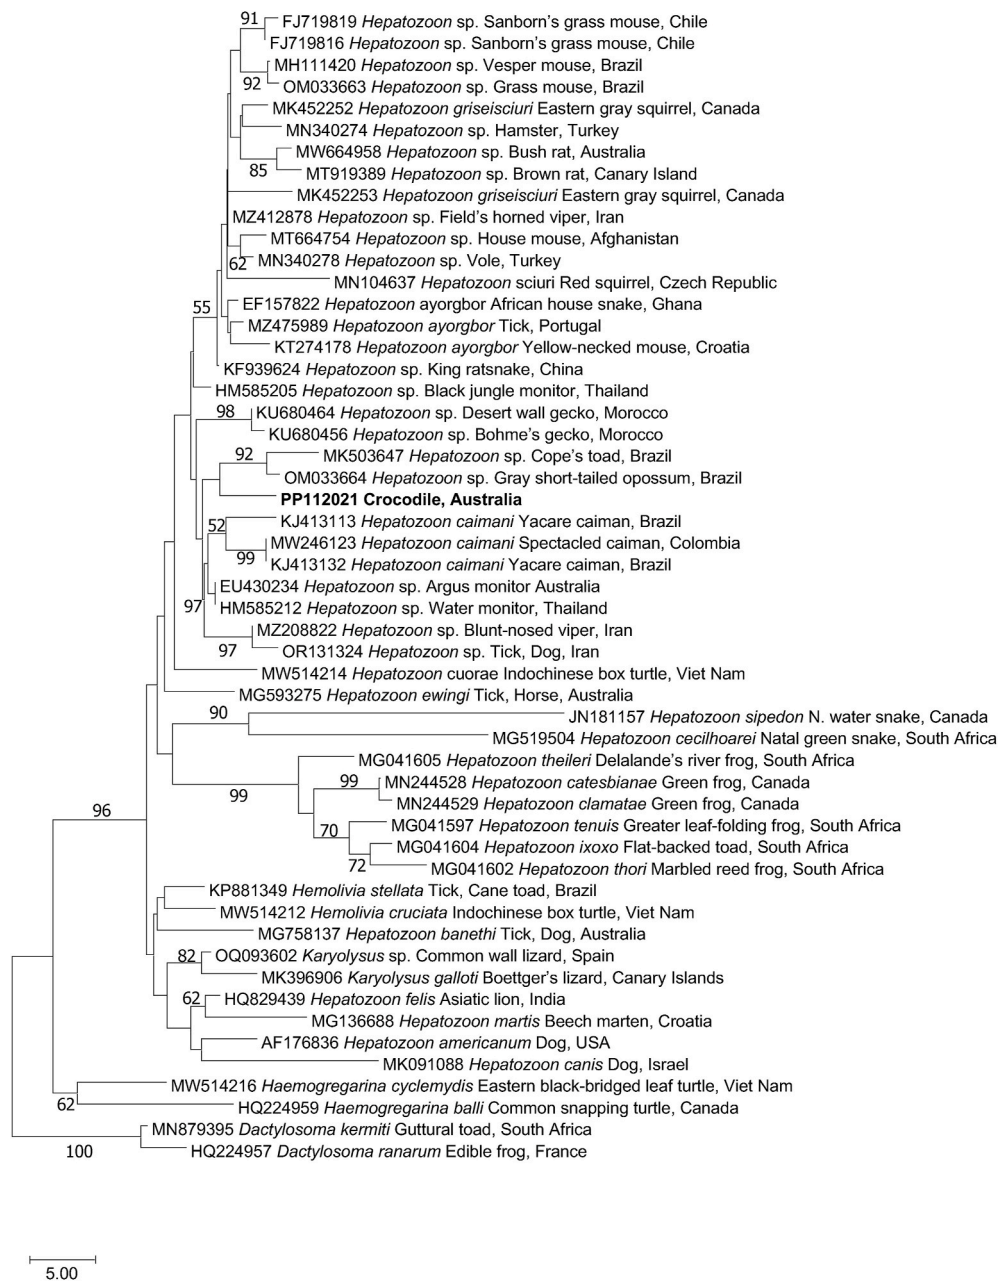 91
FJ719819 Hepatozoon sp. Sanborn's grass mouse, Chile
FJ719816 Hepatozoon sp. Sanborn's grass mouse, Chile
MH111420 Hepatozoon sp. Vesper mouse, Brazil
92
OM033663 Hepatozoon sp. Grass mouse, Brazil
MK452252 Hepatozoon griseisciuri Eastern gray squirrel, Canada
MN340274 Hepatozoon sp. Hamster, Turkey
MW664958 Hepatozoon sp. Bush rat, Australia
85
MT919389 Hepatozoon sp. Brown rat, Canary Island
MK452253 Hepatozoon griseisciuri Eastern gray squirrel, Canada
MZ412878 Hepatozoon sp. Field's horned viper, Iran
MT664754 Hepatozoon sp. House mouse, Afghanistan
62
MN340278 Hepatozoon sp. Vole, Turkey
MN104637 Hepatozoon sciuri Red squirrel, Czech Republic
55
EF157822 Hepatozoon ayorgbor African house snake, Ghana
MZ475989 Hepatozoon ayorgbor Tick, Portugal
KT274178 Hepatozoon ayorgbor Yellow-necked mouse, Croatia
KF939624 Hepatozoon sp. King ratsnake, China
HM585205 Hepatozoon sp. Black jungle monitor, Thailand
98
KU680464 Hepatozoon sp. Desert wall gecko, Morocco
KU680456 Hepatozoon sp. Bohme's gecko, Morocco
92
MK503647 Hepatozoon sp. Cope's toad, Brazil
OM033664 Hepatozoon sp. Gray short-tailed opossum, Brazil
PP112021 Crocodile, Australia
52
KJ413113 Hepatozoon caimani Yacare caiman, Brazil
MW246123 Hepatozoon caimani Spectacled caiman, Colombia
99
KJ413132 Hepatozoon caimani Yacare caiman, Brazil
EU430234 Hepatozoon sp. Argus monitor Australia
97
HM585212 Hepatozoon sp. Water monitor, Thailand
MZ208822 Hepatozoon sp. Blunt-nosed viper, Iran
97
OR131324 Hepatozoon sp. Tick, Dog, Iran
MW514214 Hepatozoon cuorae Indochinese box turtle, Viet Nam
MG593275 Hepatozoon ewingi Tick, Horse, Australia
90
JN181157 Hepatozoon sipedon N. water snake, Canada
MG519504 Hepatozoon cecilhoarei Natal green snake, South Africa
MG041605 Hepatozoon theileri Delalande's river frog, South Africa
99
MN244528 Hepatozoon catesbianae Green frog, Canada
99
MN244529 Hepatozoon clamatae Green frog, Canada
96
70
MG041597 Hepatozoon tenuis Greater leaf-folding frog, South Africa
MG041604 Hepatozoon ixoxo Flat-backed toad, South Africa
72
MG041602 Hepatozoon thori Marbled reed frog, South Africa
KP881349 Hemolivia stellata Tick, Cane toad, Brazil
MW514212 Hemolivia cruciata Indochinese box turtle, Viet Nam
MG758137 Hepatozoon banethi Tick, Dog, Australia
82
OQ093602 Karyolysus sp. Common wall lizard, Spain
MK396906 Karyolysus galloti Boettger's lizard, Canary Islands
62
HQ829439 Hepatozoon felis Asiatic lion, India
MG136688 Hepatozoon martis Beech marten, Croatia
AF176836 Hepatozoon americanum Dog, USA
MK091088 Hepatozoon canis Dog, Israel
MW514216 Haemogregarina cyclemydis Eastern black-bridged leaf turtle, Viet Nam
62
HQ224959 Haemogregarina balli Common snapping turtle, Canada
MN879395 Dactylosoma kermiti Guttural toad, South Africa
100
HQ224957 Dactylosoma ranarum Edible frog, France
5.00